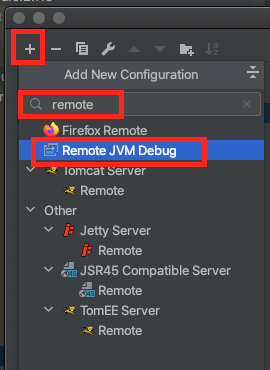 Add New Configuration
remote
Firefox Remote
Remote JVM Debug
Tomcat Server
Remote
Other
Jetty Server
Remote
JSR45 Compatible Server
Remote
TomEE Server
Remote